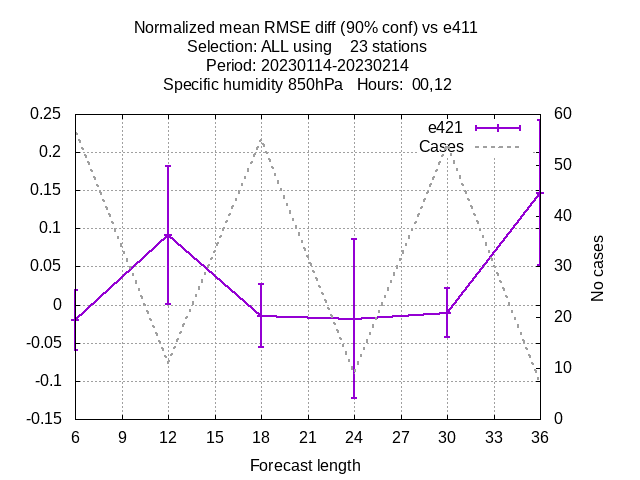 Normalized mean RMSE diff (90% conf) vs e411
Selection: ALL using    23 stations
Period: 20230114-20230214
Specific humidity 850hPa   Hours:  00,12
e421
Cases
0.25
0.2
0.15
0.1
0.05
0
-0.05
-0.1
-0.15
60
50
40
30
20
10
0
No cases
6 9 12 15 18 21 24 27 30 33 36
Forecast length